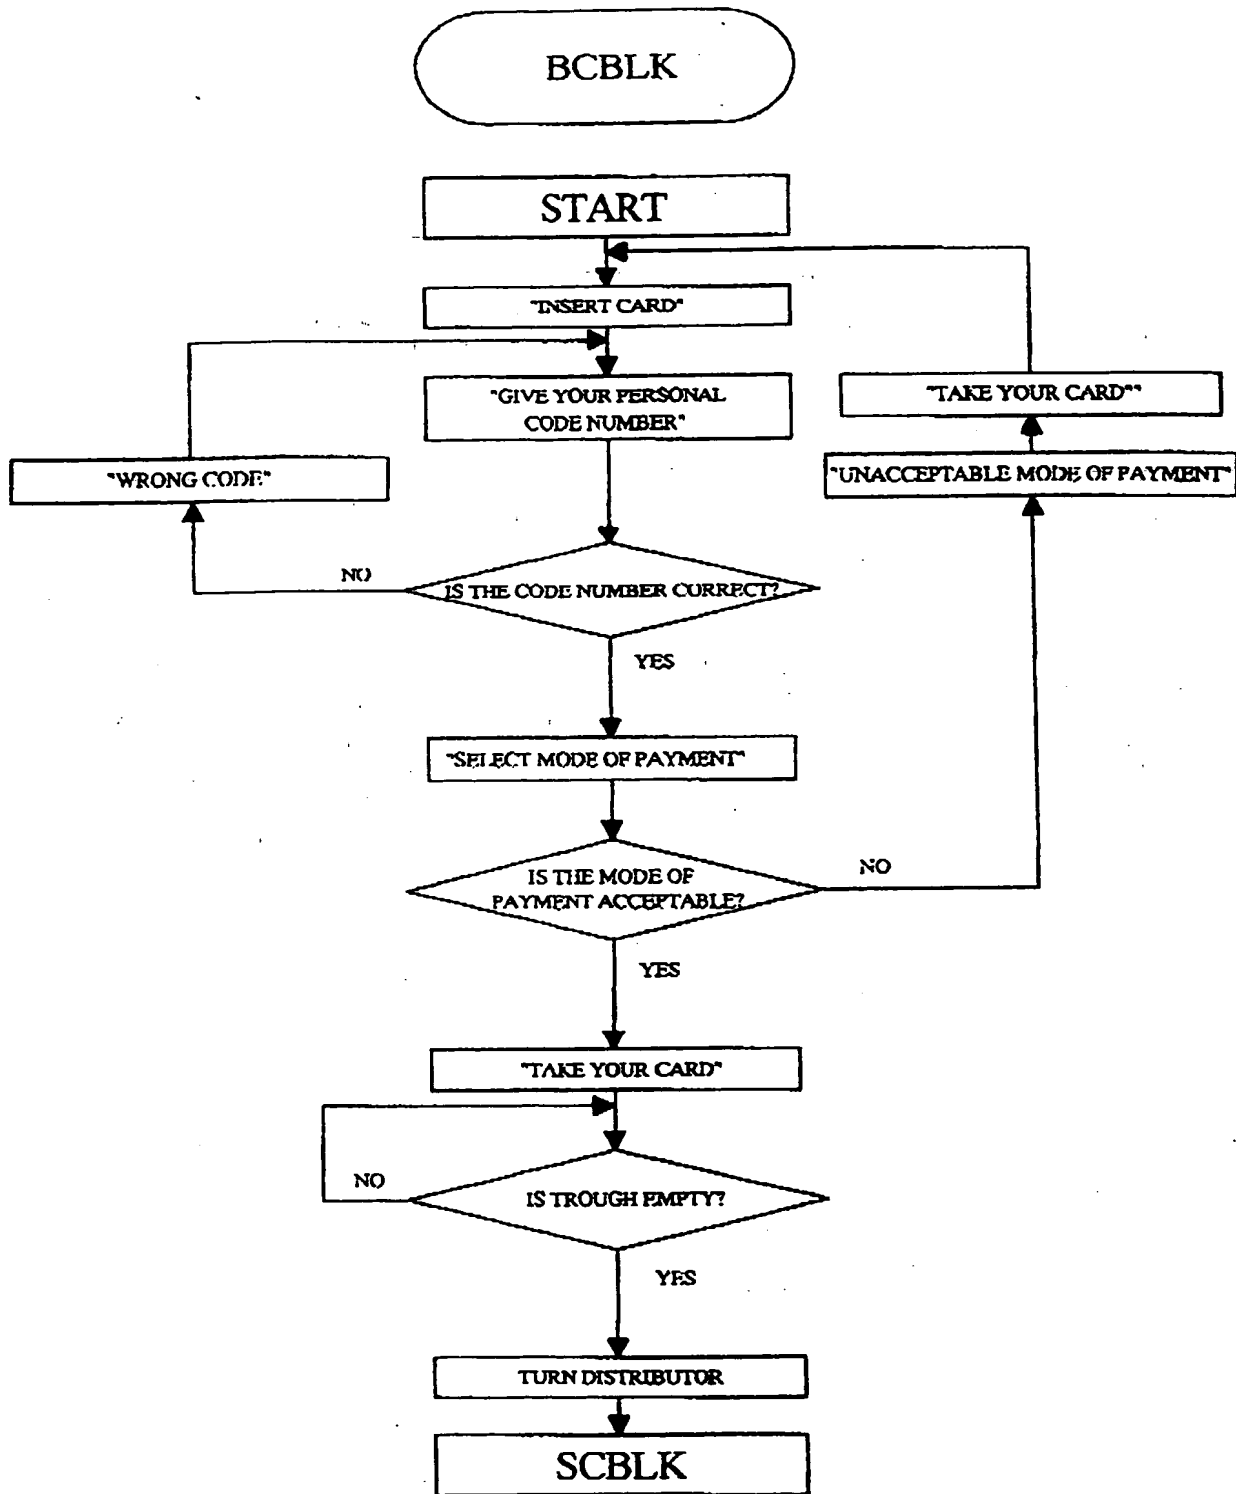 BCBLK
START
"INSERT CARD"
"GIVE YOUR PERSONAL
CODE NUMBER"
"TAKE YOUR CARD""
"WRONG CODE"
"UNACCEPTABLE MODE OF PAYMENT"
NO
IS THE CODE NUMBER CURRECT?
YES
"SELECT MODE OF PAYMENT"
IS THE MODE OF
PAYMENT ACCEPTABLE?
NO
YES
"TAKE YOUR CARD"
NO
IS TROUGH EMPTY?
YES
TURN DISTRIBUTOR
SCBLK